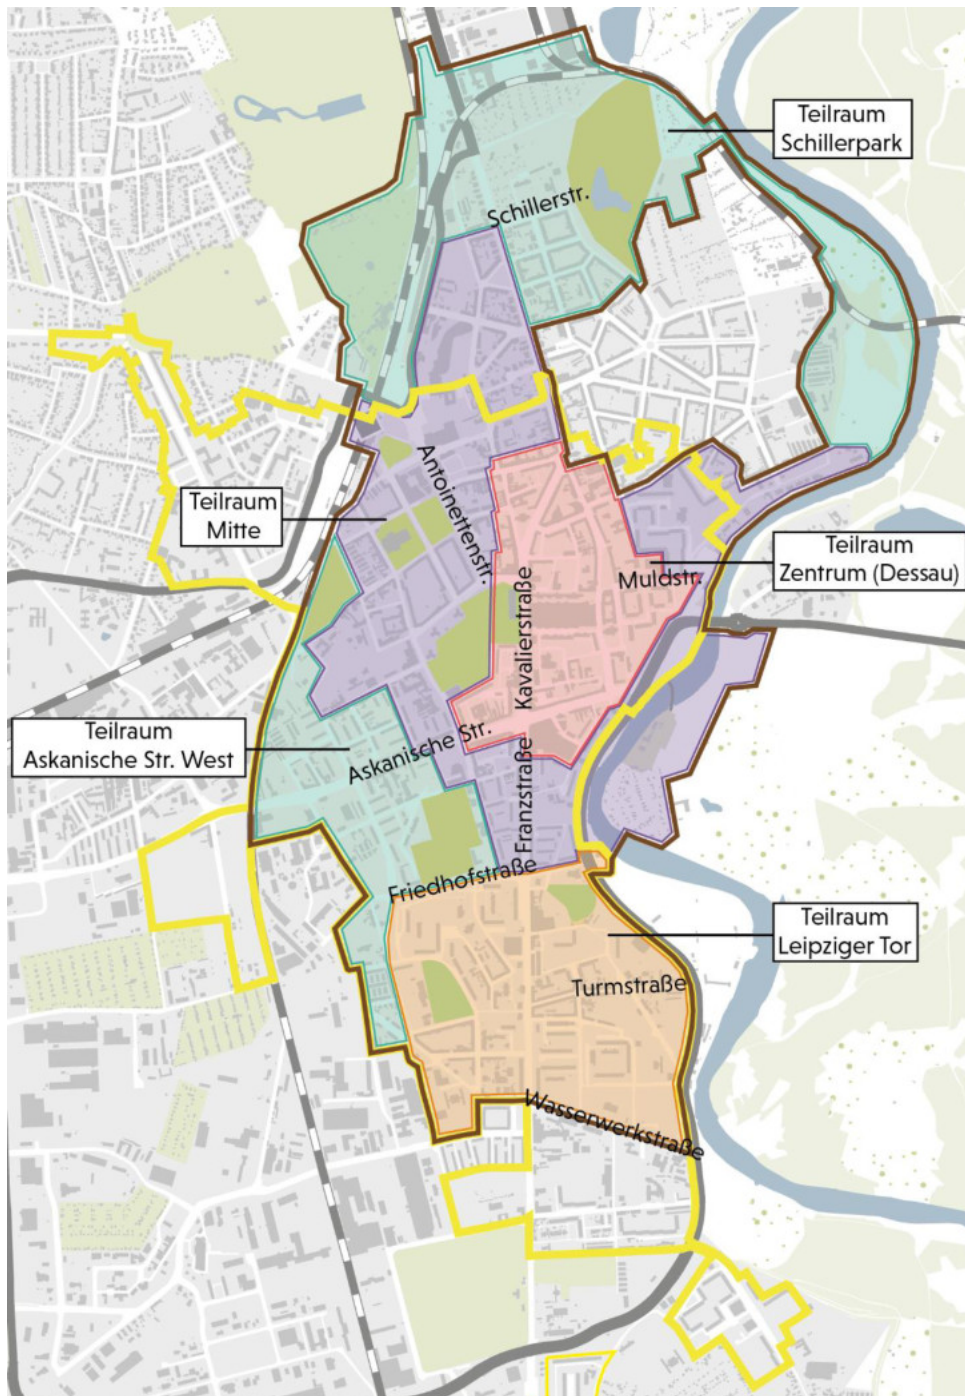 Teilraum
Schillerpark
Schillerstr.
Antoinettenstr.
Teilraum
Mitte
Teilraum
Zentrum (Dessau)
Muldstr.
Kavalierstraße
Teilraum
Askanische Str. West
Askanische Str.
Franzstraße
Friedhofstraße
Teilraum
Leipziger Tor
Turmstraße
Wasserwerkstraße